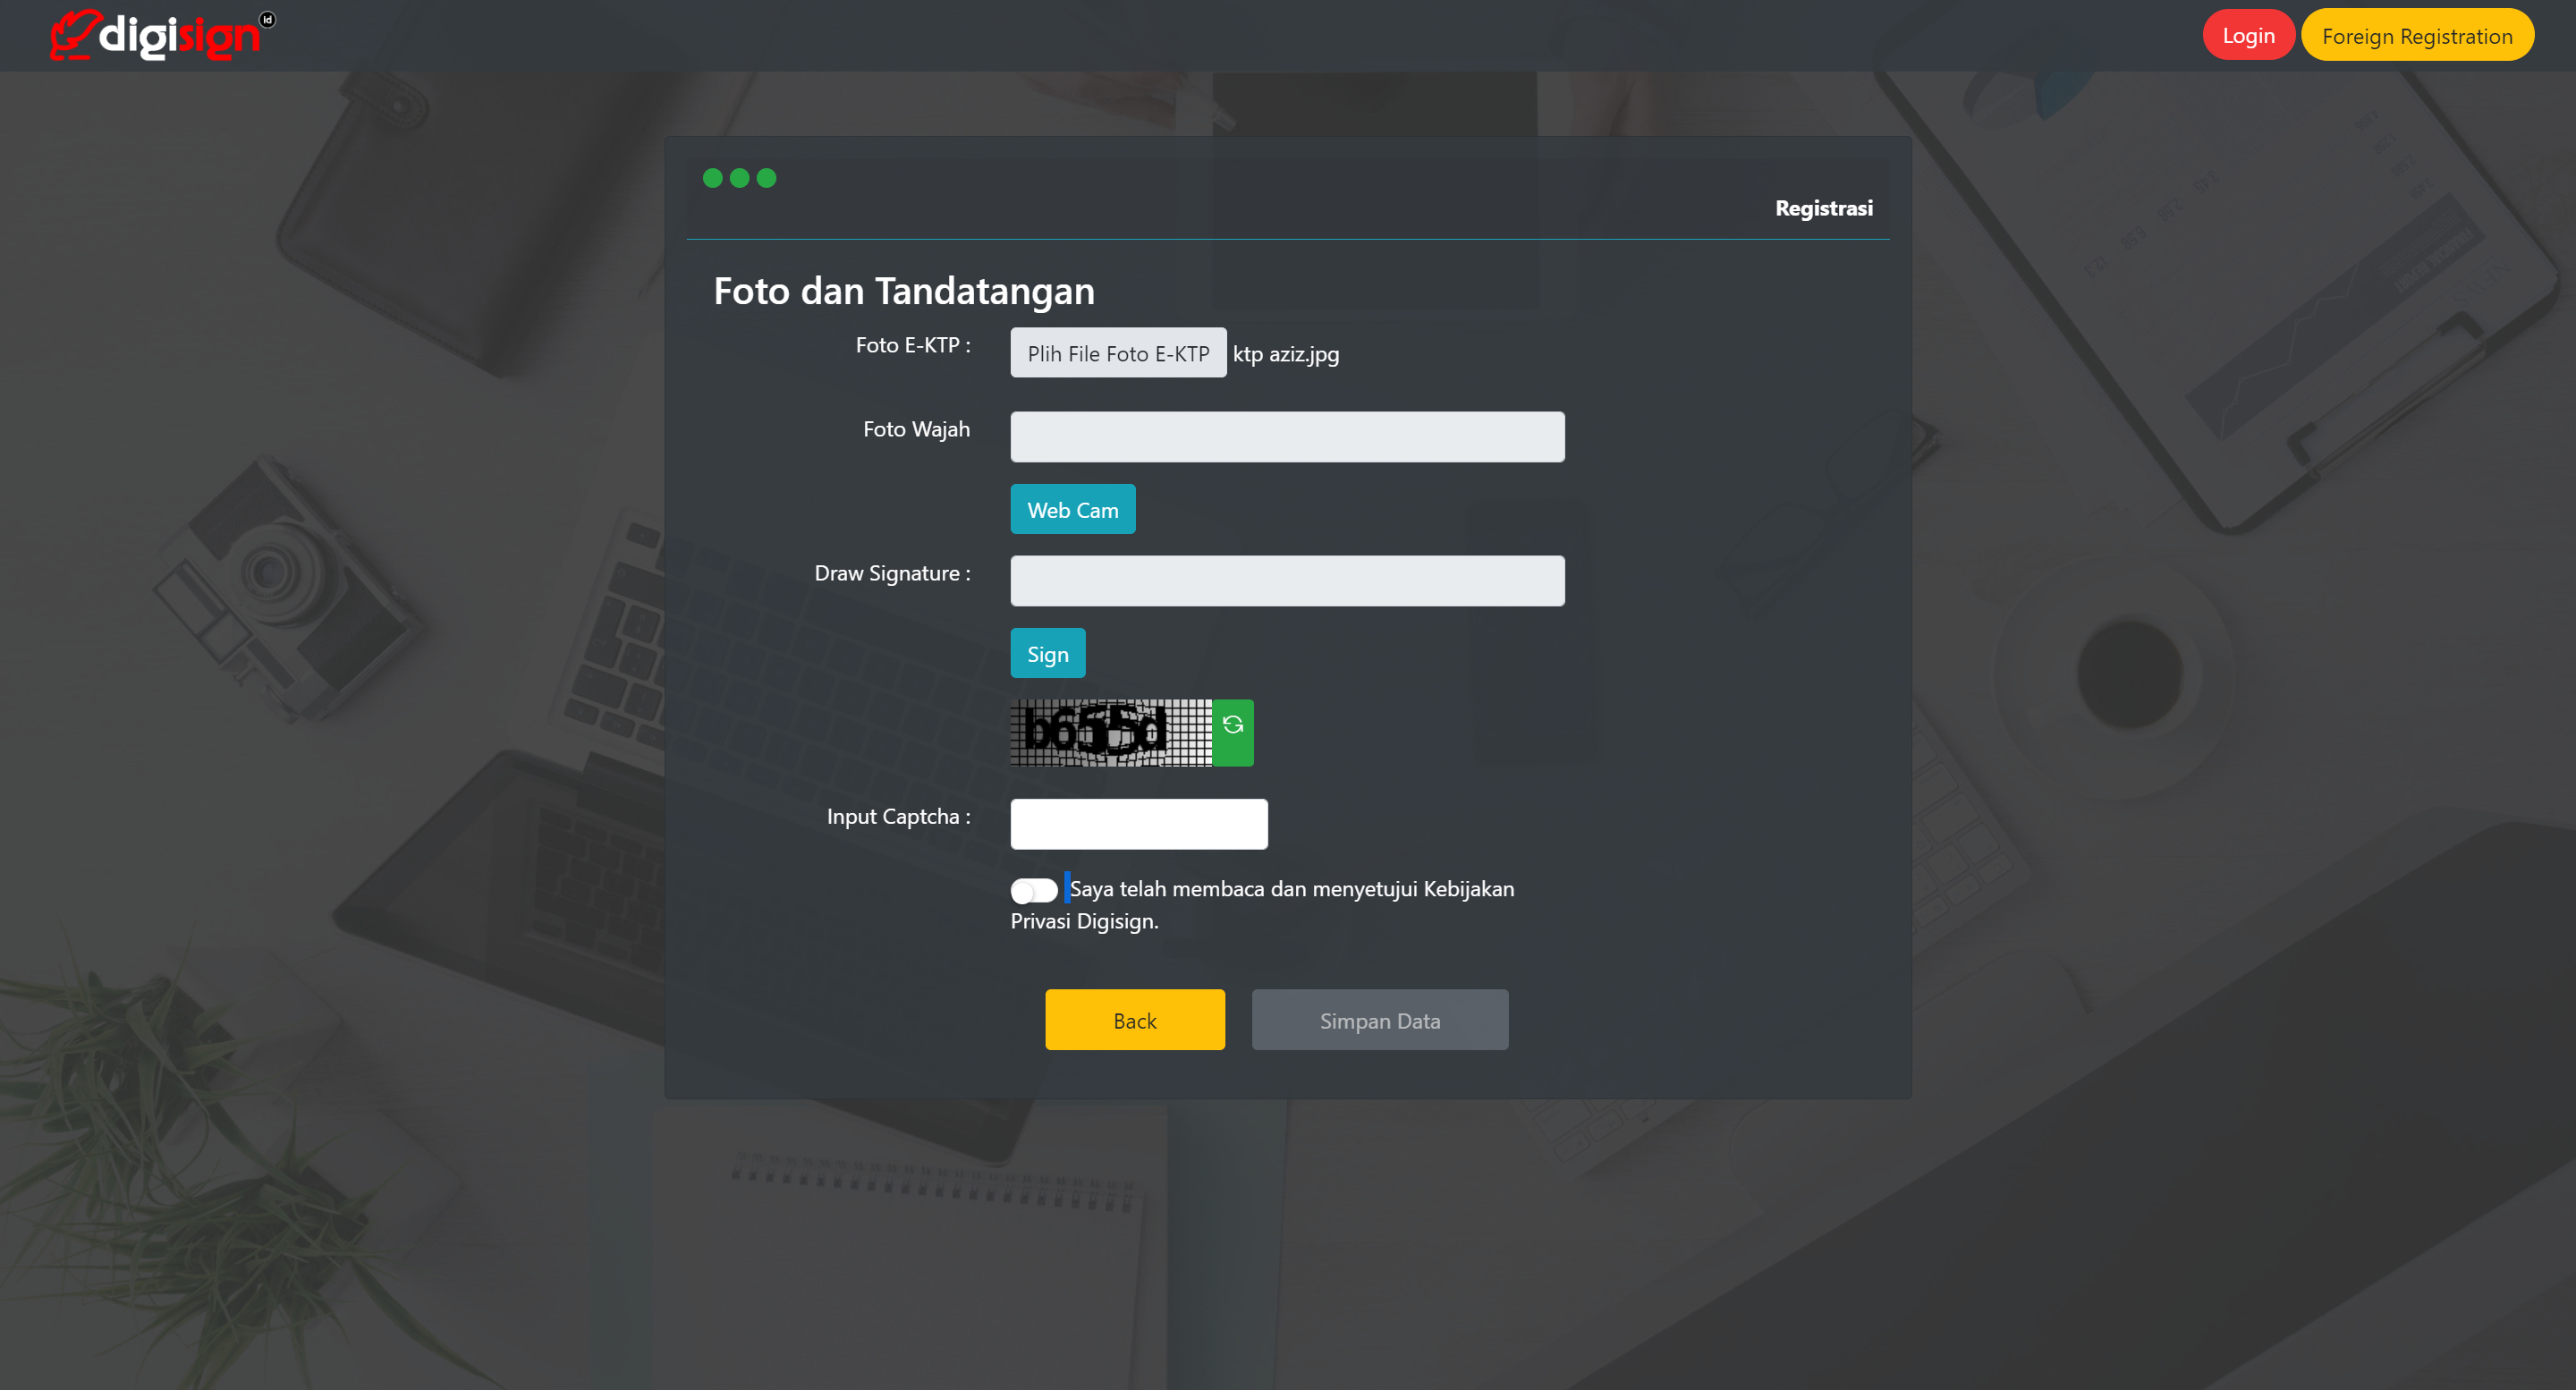 digisign id
Login
Foreign Registration
Registrasi
Foto dan Tandatangan
Foto E-KTP :
Plih File Foto E-KTP ktp aziz.jpg
Foto Wajah
Web Cam
Draw Signature :
Sign
Input Captcha :
Saya telah membaca dan menyetujui Kebijakan
Privasi Digisign.
Back
Simpan Data